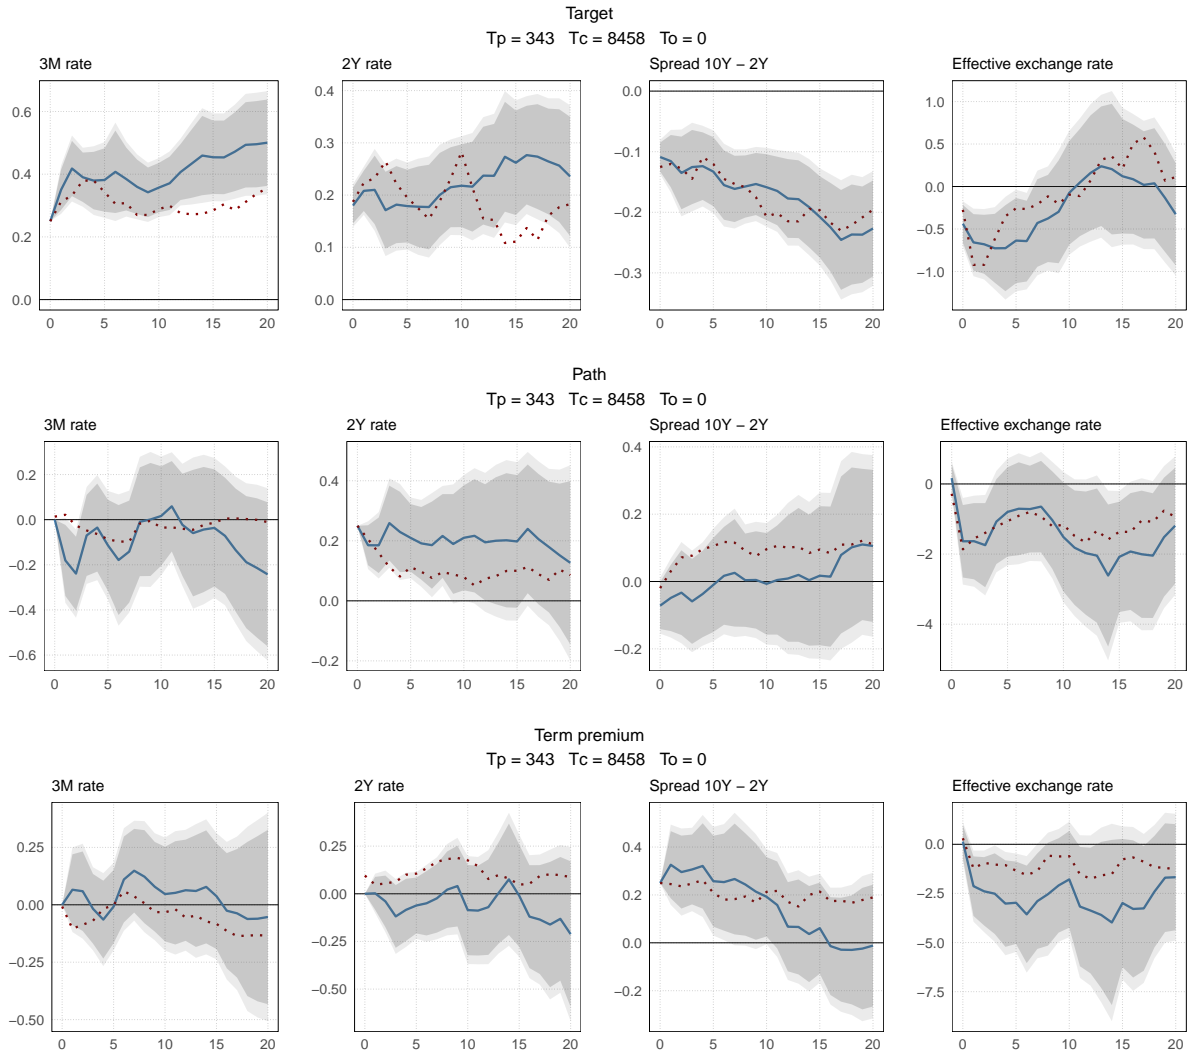 Target
Tp = 343 Tc = 8458 To = 0
3M rate
2Y rate
Spread 10Y − 2Y
Effective exchange rate
0.6
0.4
0.2
0.0
0 5 10 15 20
0.4
0.3
0.2
0.1
0.0
0 5 10 15 20
0.0
−0.1
−0.2
−0.3
0 5 10 15 20
1.0
0.5
0.0
−0.5
−1.0
0 5 10 15 20
Path
Tp = 343 Tc = 8458 To = 0
3M rate
2Y rate
Spread 10Y − 2Y
Effective exchange rate
0.2
0.0
−0.2
−0.4
−0.6
0 5 10 15 20
0.4
0.2
0.0
−0.2
0 5 10 15 20
0.4
0.2
0.0
−0.2
0 5 10 15 20
0
−2
−4
0 5 10 15 20
Term premium
Tp = 343 Tc = 8458 To = 0
3M rate
2Y rate
Spread 10Y − 2Y
Effective exchange rate
0.25
0.00
−0.25
−0.50
0 5 10 15 20
0.25
0.00
−0.25
−0.50
0 5 10 15 20
0.4
0.2
0.0
−0.2
0 5 10 15 20
0.0
−2.5
−5.0
−7.5
0 5 10 15 20